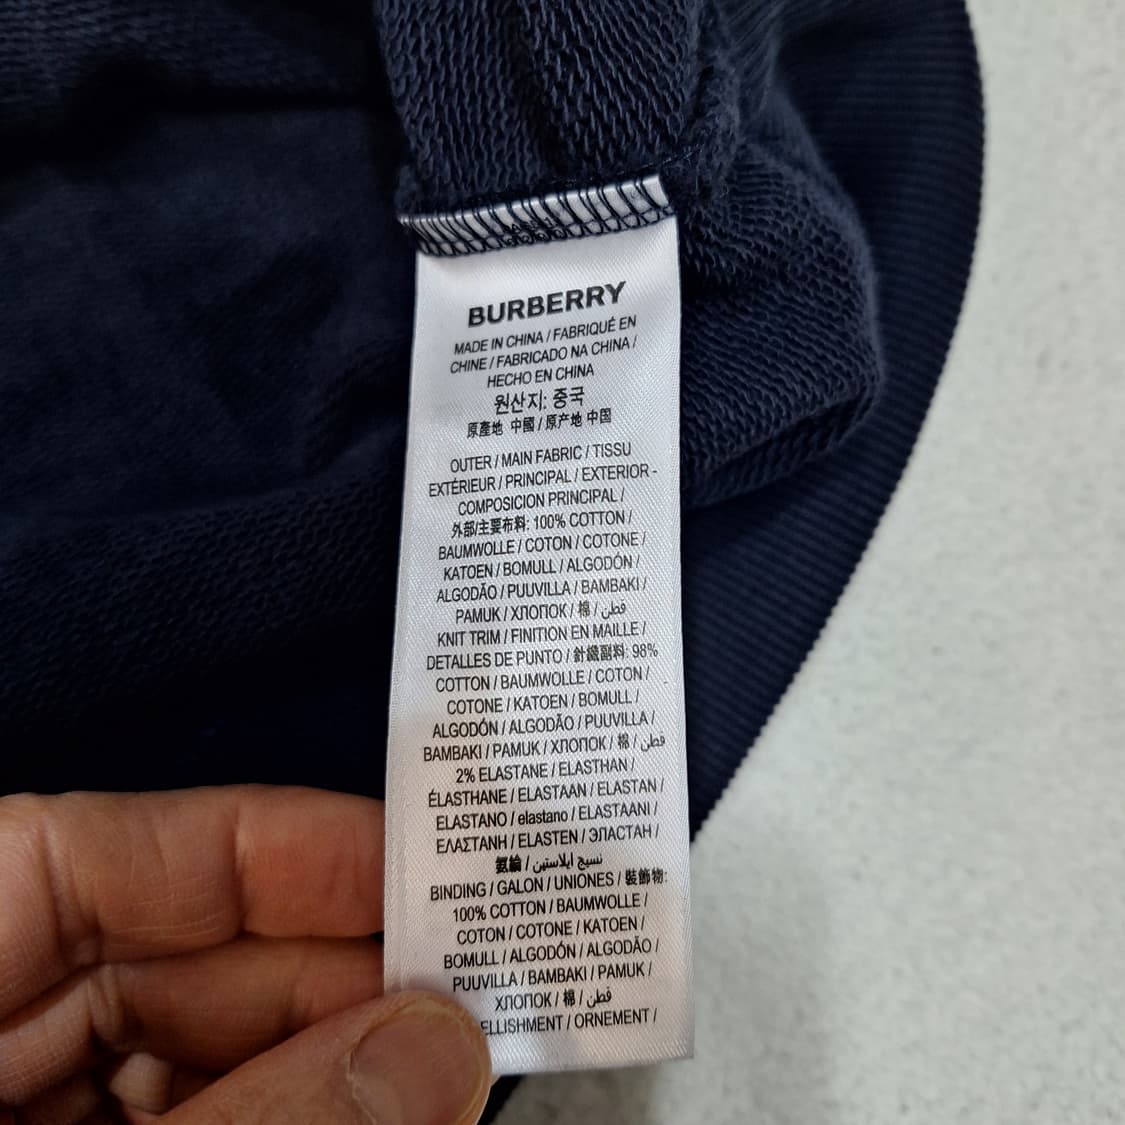 BURBERRY
MADE IN CHINA / FABRIQUÉ EN
CHINE / FABRICADO NA CHINA /
HECHO EN CHINA
원산지: 중국
原產地 中國 / 原产地 中国
OUTER / MAIN FABRIC / TISSU
EXTÉRIEUR / PRINCIPAL / EXTERIOR -
COMPOSICION PRINCIPAL /
外部/主要布料: 100% COTTON /
BAUMWOLLE / COTON / COTONE /
KATOEN / BOMULL / ALGODÓN /
ALGODÃO / PUUVILLA / BAMBAKI /
PAMUK / ХЛОПОК / 棉 / قطن /
KNIT TRIM / FINITION EN MAILLE /
DETALLES DE PUNTO / 針織副料: 98%
COTTON / BAUMWOLLE / COTON /
COTONE / KATOEN / BOMULL /
ALGODÓN / ALGODÃO / PUUVILLA /
BAMBAKI / PAMUK / ХЛОПОК / 棉 / قطن
2% ELASTANE / ELASTHAN /
ÉLASTHANE / ELASTAAN / ELASTAN /
ELASTANO / elastano / ELASTAANI /
ΕΛΑΣΤΑΝΗ / ELASTEN / ЭЛАСТАН /
氨綸 / نسيج ايلاستين
BINDING / GALON / UNIONES / 裝飾物:
100% COTTON / BAUMWOLLE /
COTON / COTONE / KATOEN /
BOMULL / ALGODÓN / ALGODÃO /
PUUVILLA / BAMBAKI / PAMUK /
ХЛОПОК / 棉 / قطن /
ELLISHMENT / ORNEMENT /